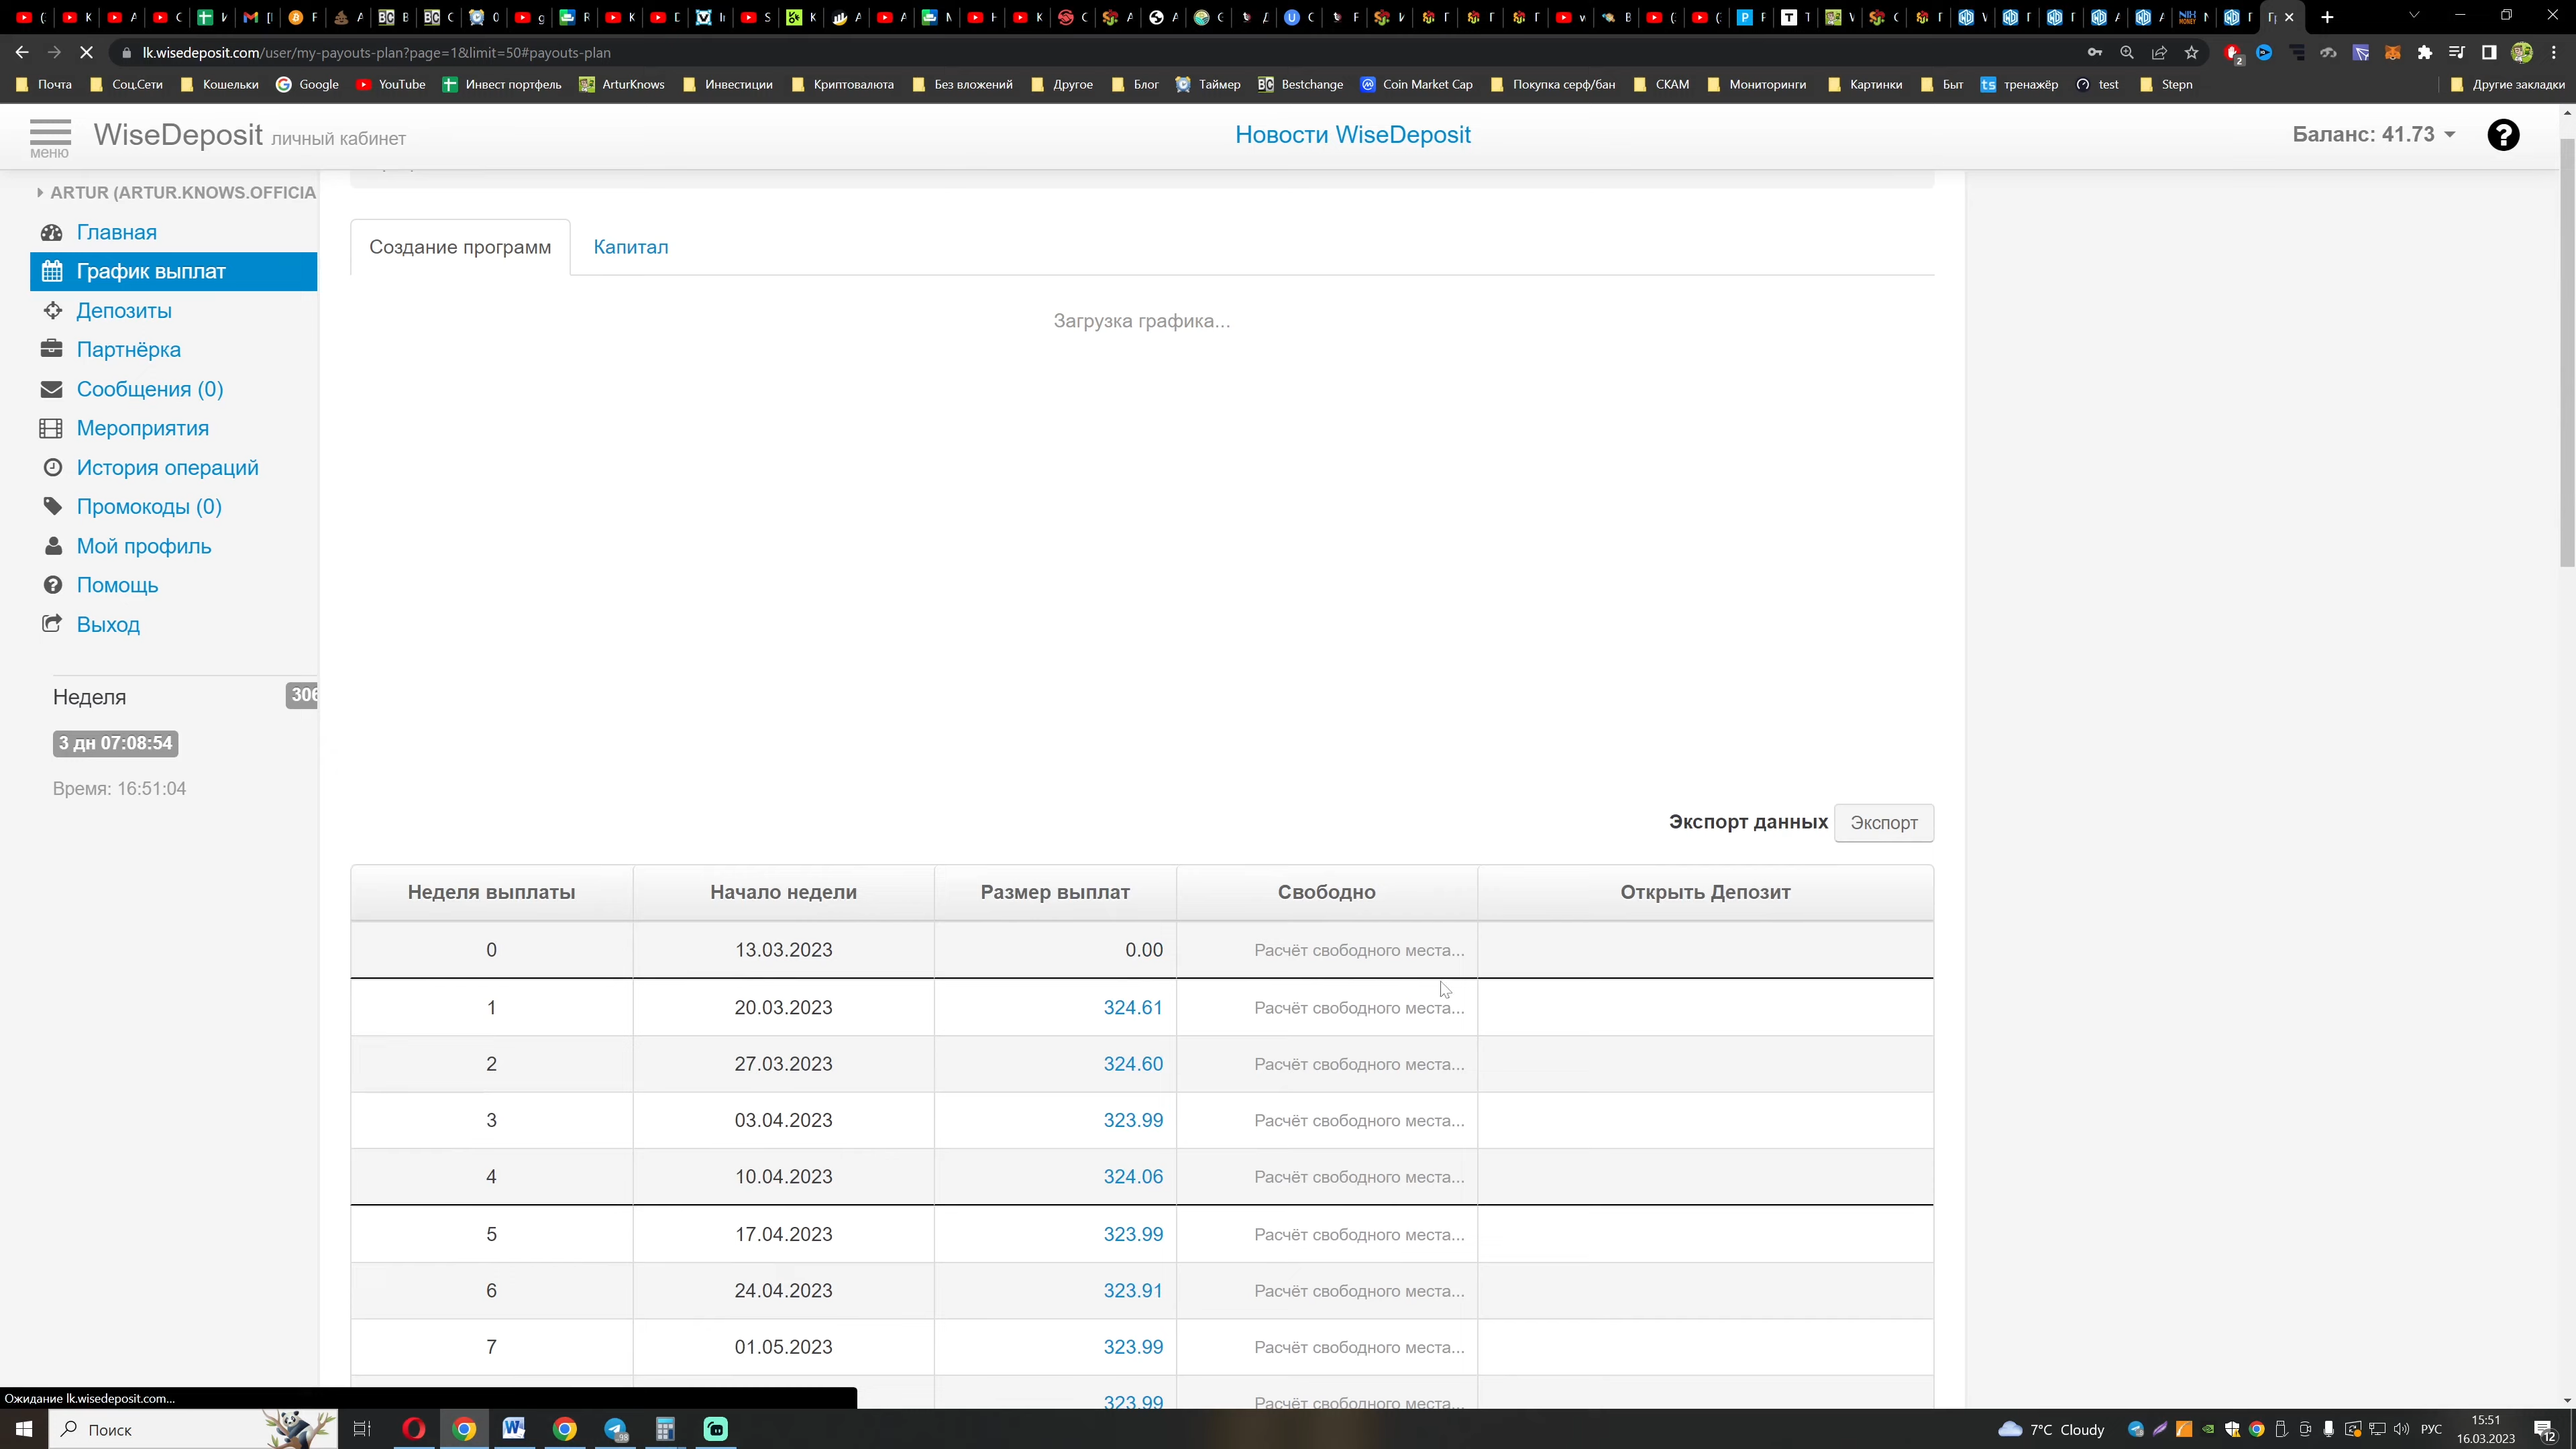 lk.wisedeposit.com/user/my-payouts-plan?page=1&limit=50#payouts-plan
Почта Соц.Сети Кошельки Google YouTube Инвест портфель ArturKnows Инвестиции Криптовалюта Без вложений Другое Блог Таймер Bestchange Coin Market Cap Покупка серф/бан СКАМ Мониторинги Картинки Быт тренажёр test Stepn Другие закладки
меню
WiseDeposit личный кабинет
Новости WiseDeposit
Баланс: 41.73
ARTUR (ARTUR.KNOWS.OFFICIA
Главная
График выплат
Депозиты
Партнёрка
Сообщения (0)
Мероприятия
История операций
Промокоды (0)
Мой профиль
Помощь
Выход
Неделя 306
3 дн 07:08:54
Время: 16:51:04
Создание программ Капитал
Загрузка графика...
Экспорт данных Экспорт
Неделя выплаты Начало недели Размер выплат Свободно Открыть Депозит
0 13.03.2023 0.00 Расчёт свободного места...
1 20.03.2023 324.61 Расчёт свободного места...
2 27.03.2023 324.60 Расчёт свободного места...
3 03.04.2023 323.99 Расчёт свободного места...
4 10.04.2023 324.06 Расчёт свободного места...
5 17.04.2023 323.99 Расчёт свободного места...
6 24.04.2023 323.91 Расчёт свободного места...
7 01.05.2023 323.99 Расчёт свободного места...
323.99 Расчёт свободного места...
Ожидание lk.wisedeposit.com...
Поиск
7°C Cloudy
РУС
15:51
16.03.2023
12